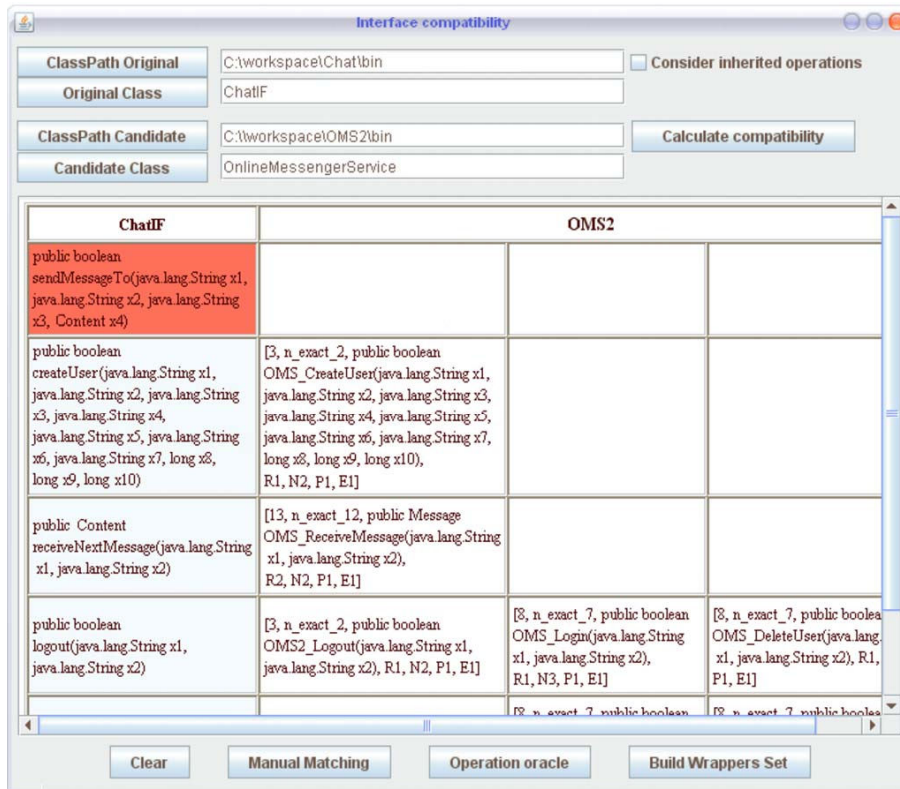 Interface compatibility
ClassPath Original
C:\workspace\Chat\bin
Consider inherited operations
Original Class
ChatIF
ClassPath Candidate
C:\workspace\OMS2\bin
Calculate compatibility
Candidate Class
OnlineMessengerService
ChatIF
OMS2
public boolean
sendMessageTo(java.lang.String x1,
java.lang.String x2, java.lang.String
x3, Content x4)
public boolean
createUser(java.lang.String x1,
java.lang.String x2, java.lang.String
x3, java.lang.String x4,
java.lang.String x5, java.lang.String
x6, java.lang.String x7, long x8,
long x9, long x10)
[3, n_exact_2, public boolean
OMS_CreateUser(java.lang.String x1,
java.lang.String x2, java.lang.String x3,
java.lang.String x4, java.lang.String x5,
java.lang.String x6, java.lang.String x7,
long x8, long x9, long x10),
R1, N2, P1, E1]
public Content
receiveNextMessage(java.lang.String
x1, java.lang.String x2)
[13, n_exact_12, public Message
OMS_ReceiveMessage(java.lang.String
x1, java.lang.String x2),
R2, N2, P1, E1]
public boolean
logout(java.lang.String x1,
java.lang.String x2)
[3, n_exact_2, public boolean
OMS2_Logout(java.lang.String x1,
java.lang.String x2), R1, N2, P1, E1]
[8, n_exact_7, public boolean
OMS_Login(java.lang.String
x1, java.lang.String x2),
R1, N3, P1, E1]
[8, n_exact_7, public boolea
OMS_DeleteUser(java.lang.
x1, java.lang.String x2), R1,
P1, E1]
[8, n_exact_7, public boolean
[8, n_exact_7, public boolea
Clear
Manual Matching
Operation oracle
Build Wrappers Set